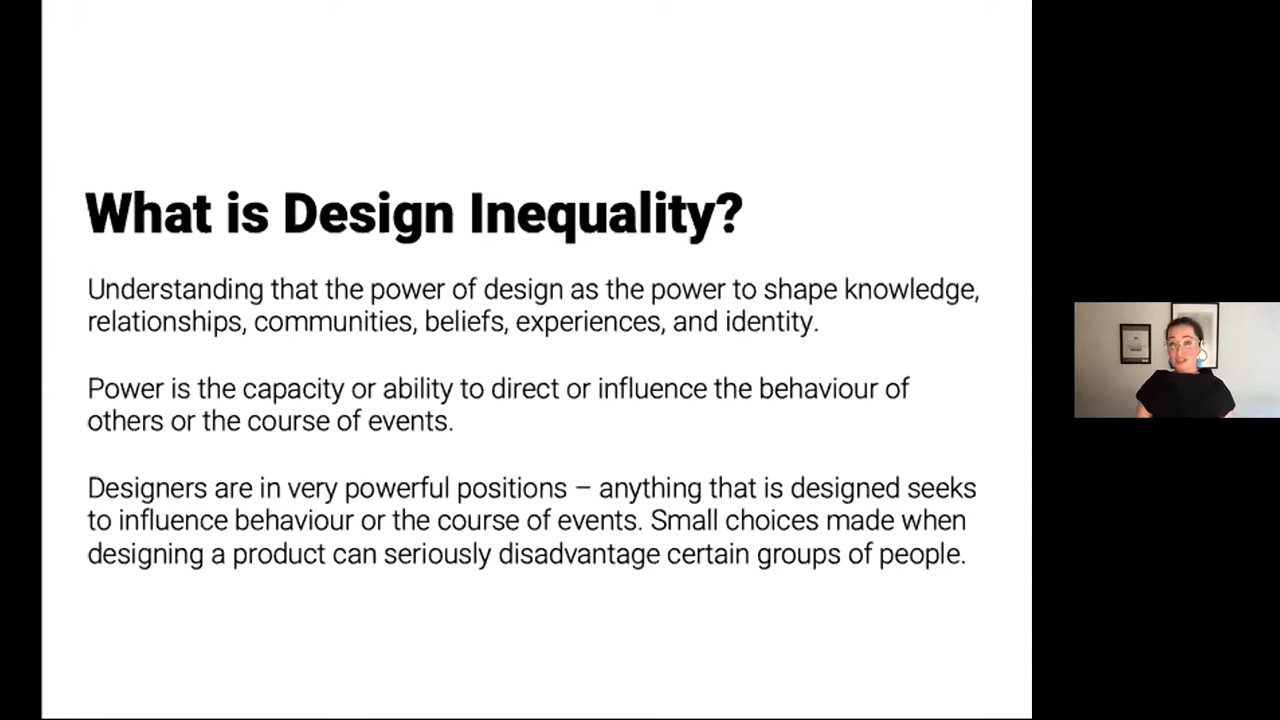 What is Design Inequality?
Understanding that the power of design as the power to shape knowledge,
relationships, communities, beliefs, experiences, and identity.
Power is the capacity or ability to direct or influence the behaviour of
others or the course of events.
Designers are in very powerful positions – anything that is designed seeks
to influence behaviour or the course of events. Small choices made when
designing a product can seriously disadvantage certain groups of people.